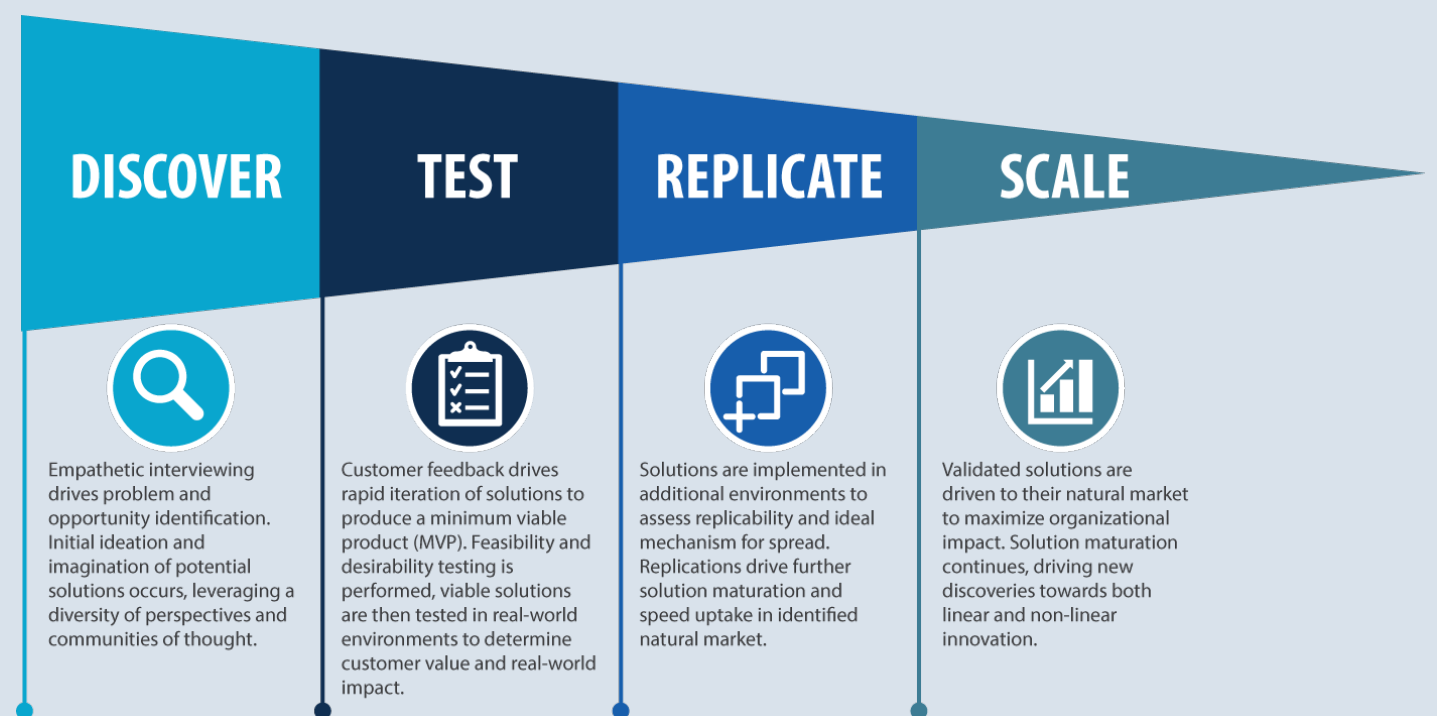 DISCOVER
TEST
REPLICATE
SCALE
Empathetic interviewing
drives problem and
opportunity identification.
Initial ideation and
imagination of potential
solutions occurs, leveraging a
diversity of perspectives and
communities of thought.
Customer feedback drives
rapid iteration of solutions to
produce a minimum viable
product (MVP). Feasibility and
desirability testing is
performed, viable solutions
are then tested in real-world
environments to determine
customer value and real-world
impact.
Solutions are implemented in
additional environments to
assess replicability and ideal
mechanism for spread.
Replications drive further
solution maturation and
speed uptake in identified
natural market.
Validated solutions are
driven to their natural market
to maximize organizational
impact. Solution maturation
continues, driving new
discoveries towards both
linear and non-linear
innovation.